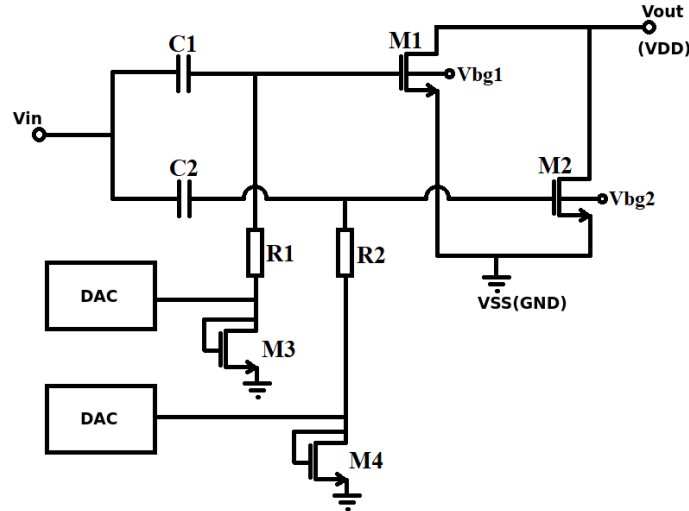 Vout
(VDD)
M1
C1
Vbg1
Vin
C2
M2
Vbg2
R1
R2
DAC
VSS(GND)
M3
DAC
M4